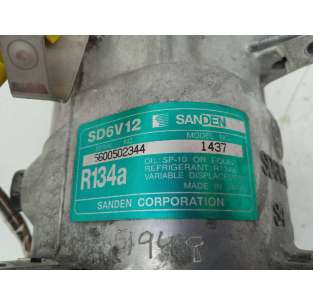 SD6V12 SANDEN
MODEL NO.
5600502344 1437
OIL: SP-10 OR EQUIV.
R134a REFRIGERANT: R134a
VARIABLE DISPLACEMENT
MADE IN
SANDEN CORPORATION